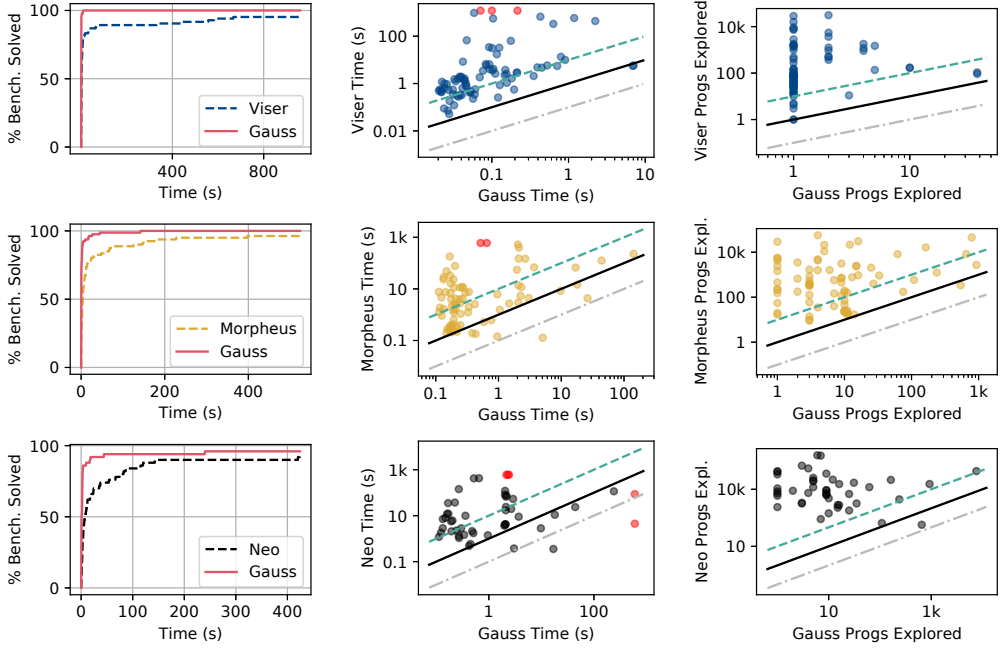 % Bench. Solved
100
50
0
400
800
Time (s)
Viser
Gauss
Viser Time (s)
100
1
0.01
0.1
1
10
Gauss Time (s)
Viser Progs Explored
10k
100
1
1
10
Gauss Progs Explored
% Bench. Solved
100
50
0
0
200
400
Time (s)
Morpheus
Gauss
Morpheus Time (s)
1k
10
0.1
0.1
1
10
100
Gauss Time (s)
Morpheus Progs Expl.
10k
100
1
1
10
100
1k
Gauss Progs Explored
% Bench. Solved
100
50
0
0
100
200
300
400
Time (s)
Neo
Gauss
Neo Time (s)
1k
10
0.1
1
100
Gauss Time (s)
Neo Progs Expl.
10k
10
10
1k
Gauss Progs Explored